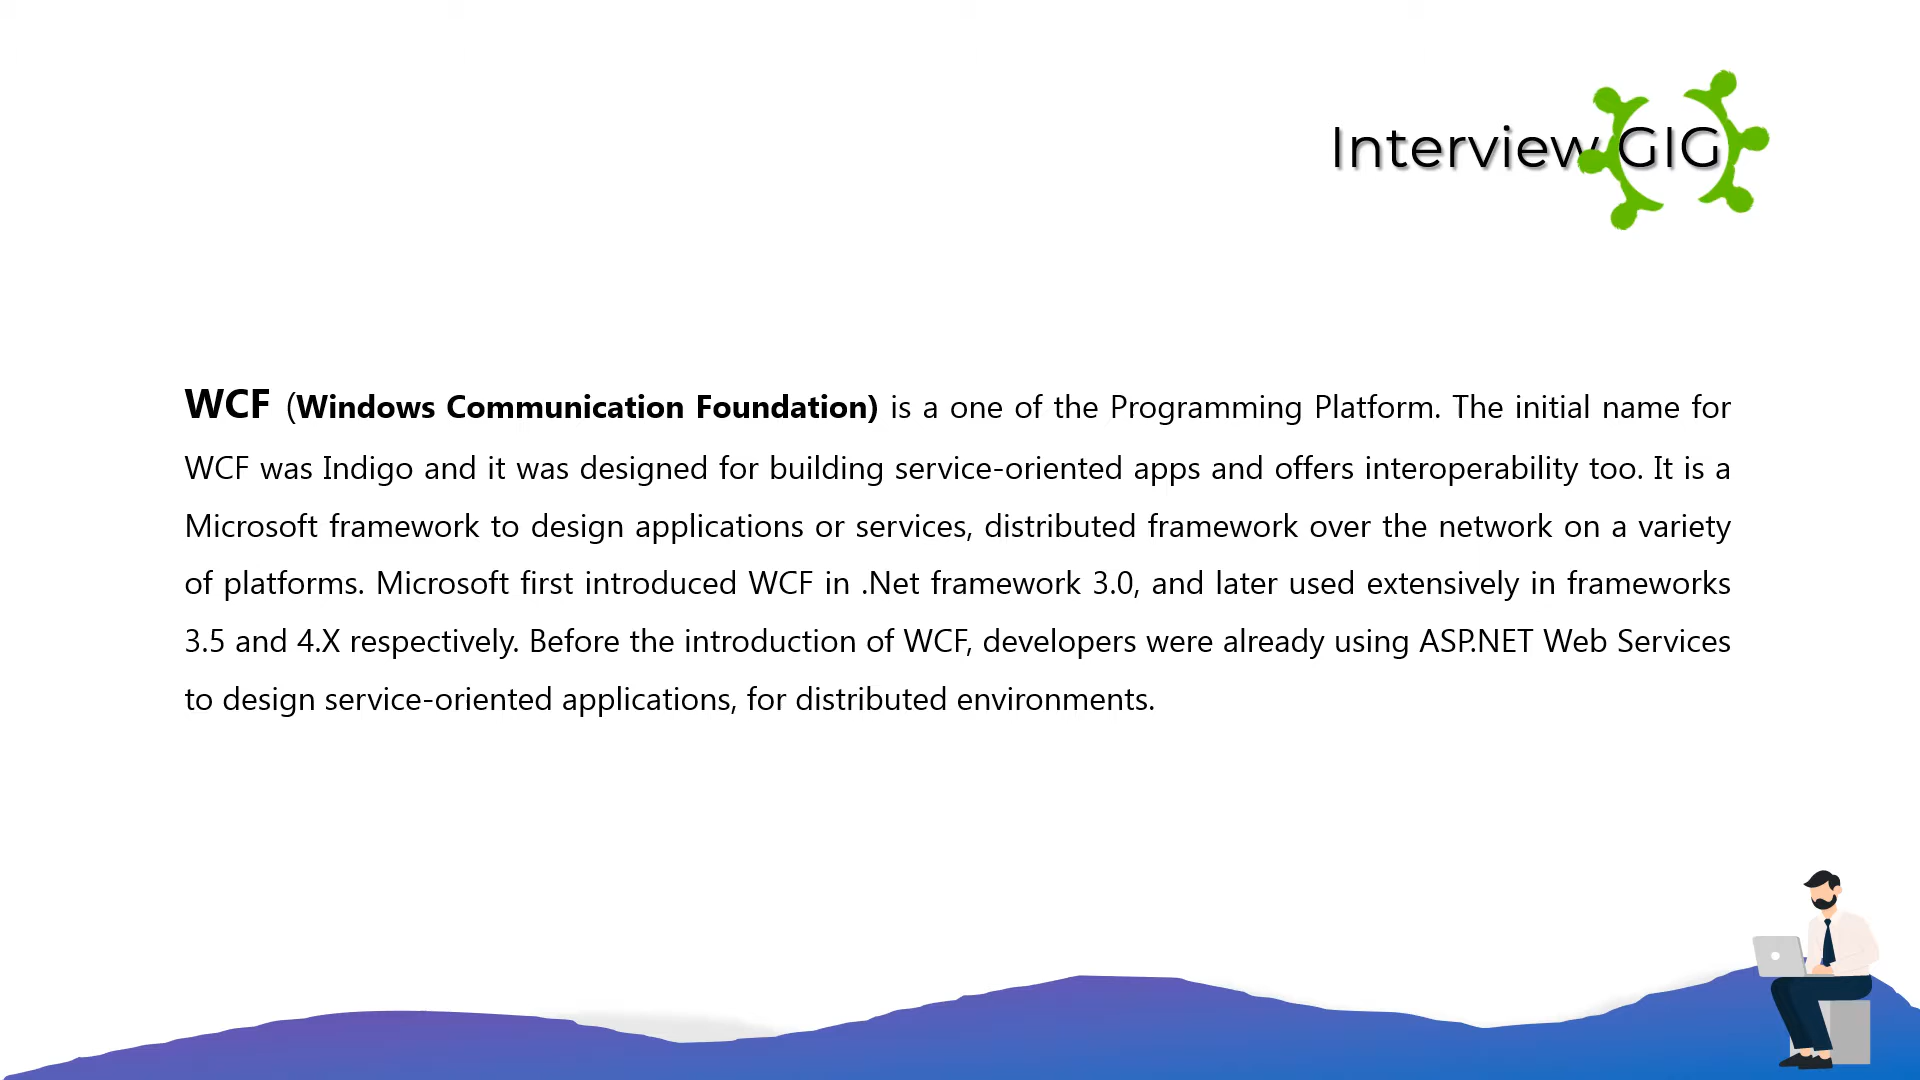 Interview GIG
WCF (Windows Communication Foundation) is a one of the Programming Platform. The initial name for
WCF was Indigo and it was designed for building service-oriented apps and offers interoperability too. It is a
Microsoft framework to design applications or services, distributed framework over the network on a variety
of platforms. Microsoft first introduced WCF in .Net framework 3.0, and later used extensively in frameworks
3.5 and 4.X respectively. Before the introduction of WCF, developers were already using ASP.NET Web Services
to design service-oriented applications, for distributed environments.